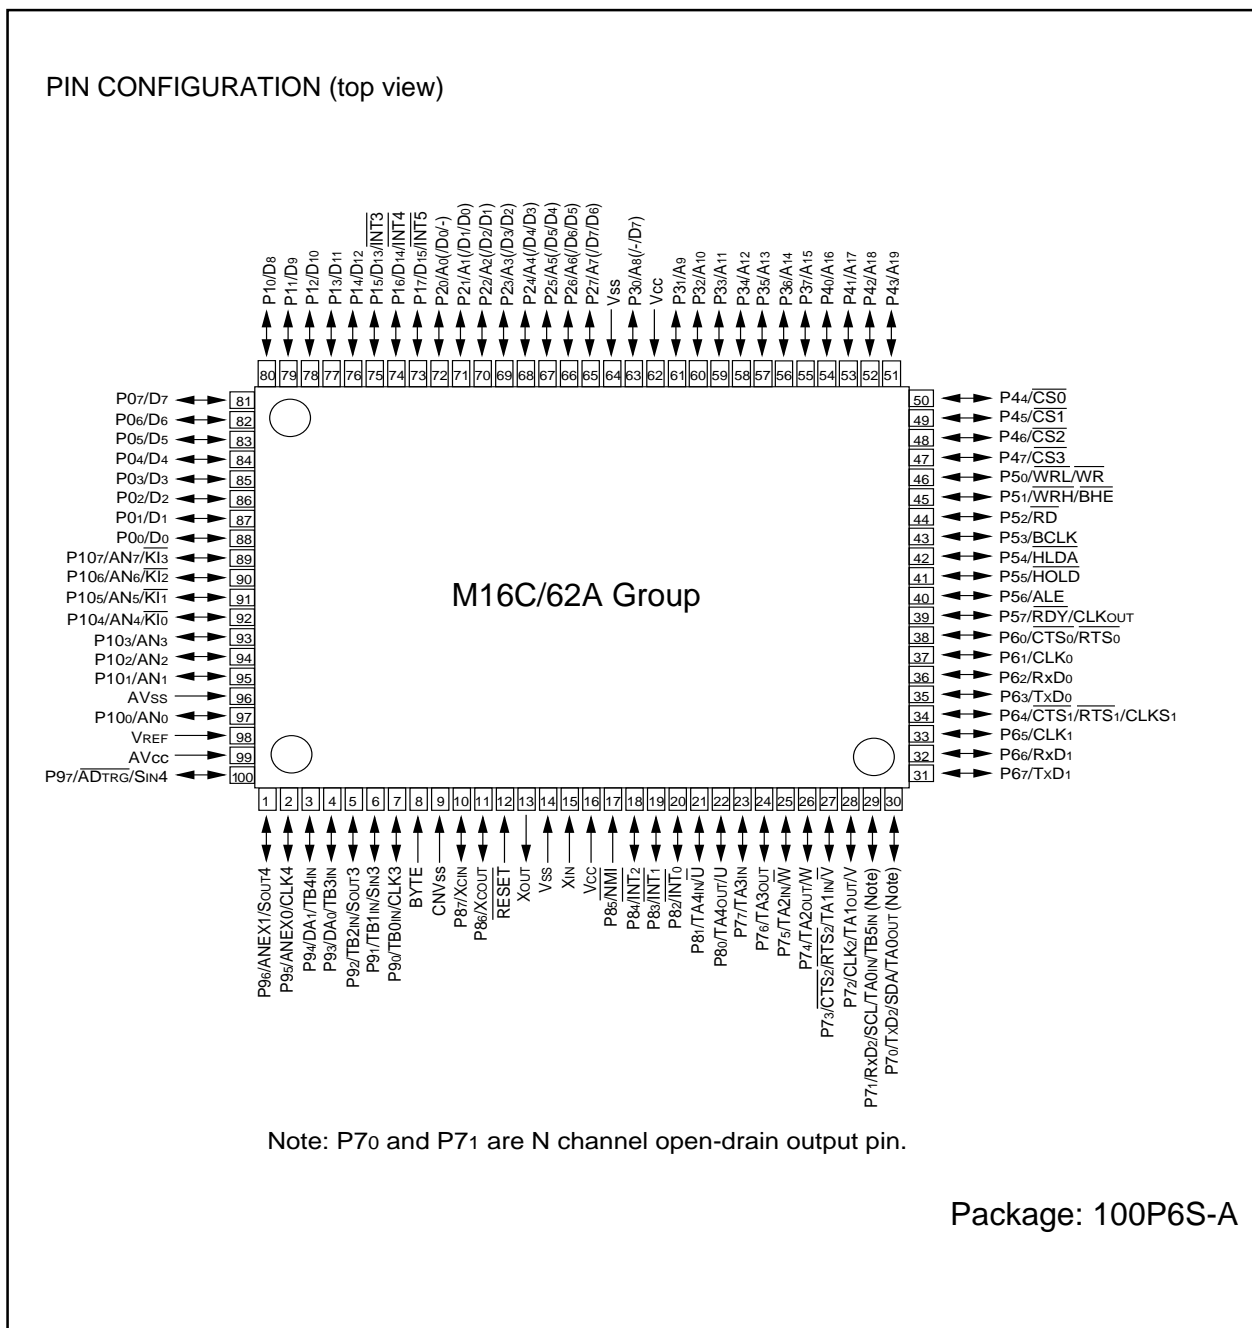 PIN CONFIGURATION (top view)
P10/D8
P11/D9
P12/D10
P13/D11
P14/D12
P15/D13/INT3
P16/D14/INT4
P17/D15/INT5
P20/A0(/D0/-)
P21/A1(/D1/D0)
P22/A2(/D2/D1)
P23/A3(/D3/D2)
P24/A4(/D4/D3)
P25/A5(/D5/D4)
P26/A6(/D6/D5)
P27/A7(/D7/D6)
Vss
P30/A8(/-/D7)
Vcc
P31/A9
P32/A10
P33/A11
P34/A12
P35/A13
P36/A14
P37/A15
P40/A16
P41/A17
P42/A18
P43/A19
80 79 78 77 76 75 74 73 72 71 70 69 68 67 66 65 64 63 62 61 60 59 58 57 56 55 54 53 52 51
P07/D7 81
P06/D6 82
P05/D5 83
P04/D4 84
P03/D3 85
P02/D2 86
P01/D1 87
P00/D0 88
P107/AN7/KI3 89
P106/AN6/KI2 90
P105/AN5/KI1 91
P104/AN4/KI0 92
P103/AN3 93
P102/AN2 94
P101/AN1 95
AVSS 96
P100/AN0 97
VREF 98
AVcc 99
P97/ADTRG/SIN4 100
M16C/62A Group
50 P44/CS0
49 P45/CS1
48 P46/CS2
47 P47/CS3
46 P50/WRL/WR
45 P51/WRH/BHE
44 P52/RD
43 P53/BCLK
42 P54/HLDA
41 P55/HOLD
40 P56/ALE
39 P57/RDY/CLKOUT
38 P60/CTS0/RTS0
37 P61/CLK0
36 P62/RxD0
35 P63/TXD0
34 P64/CTS1/RTS1/CLKS1
33 P65/CLK1
32 P66/RxD1
31 P67/TXD1
1 2 3 4 5 6 7 8 9 10 11 12 13 14 15 16 17 18 19 20 21 22 23 24 25 26 27 28 29 30
P96/ANEX1/SOUT4
P95/ANEX0/CLK4
P94/DA1/TB4IN
P93/DA0/TB3IN
P92/TB2IN/SOUT3
P91/TB1IN/SIN3
P90/TB0IN/CLK3
BYTE
CNVss
P87/XCIN
P86/XCOUT
RESET
XOUT
VSS
XIN
VCC
P85/NMI
P84/INT2
P83/INT1
P82/INT0
P81/TA4IN/U
P80/TA4OUT/U
P77/TA3IN
P76/TA3OUT
P75/TA2IN/W
P74/TA2OUT/W
P73/CTS2/RTS2/TA1IN/V
P72/CLK2/TA1OUT/V
P71/RxD2/SCL/TA0IN/TB5IN (Note)
P70/TXD2/SDA/TA0OUT (Note)
Note: P70 and P71 are N channel open-drain output pin.
Package: 100P6S-A